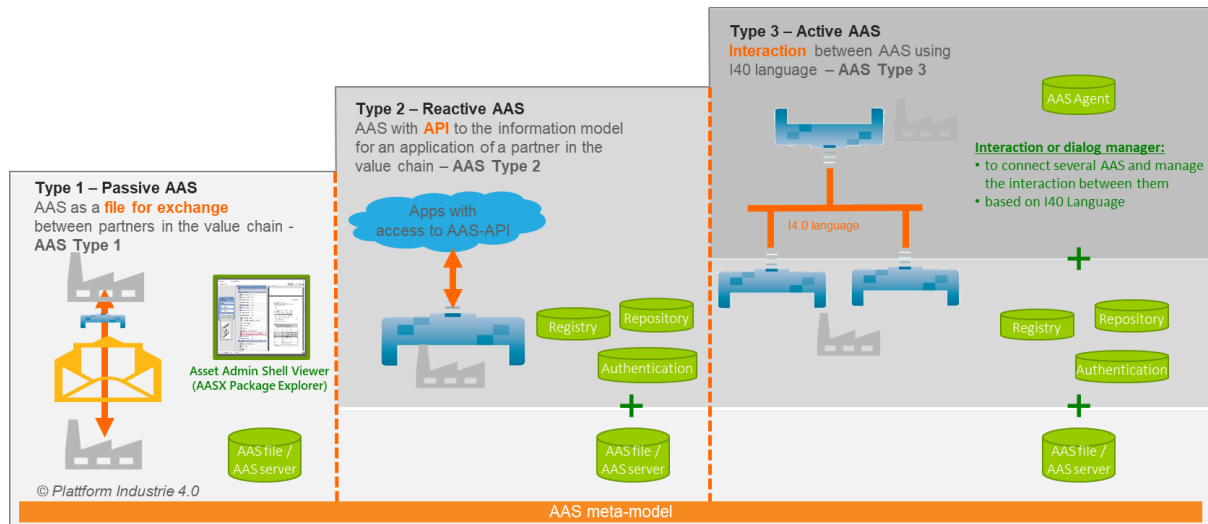 Type 1 – Passive AAS
AAS as a file for exchange
between partners in the value chain -
AAS Type 1
Asset Admin Shell Viewer
(AASX Package Explorer)
AAS file /
AAS server
© Plattform Industrie 4.0
Type 2 – Reactive AAS
AAS with API to the information model
for an application of a partner in the
value chain – AAS Type 2
Apps with
access to AAS-API
Registry
Repository
Authentication
+
AAS file /
AAS server
Type 3 – Active AAS
Interaction between AAS using
I40 language – AAS Type 3
I4.0 language
AAS Agent
Interaction or dialog manager:
• to connect several AAS and manage
the interaction between them
• based on I40 Language
+
Registry
Repository
Authentication
+
AAS file /
AAS server
AAS meta-model